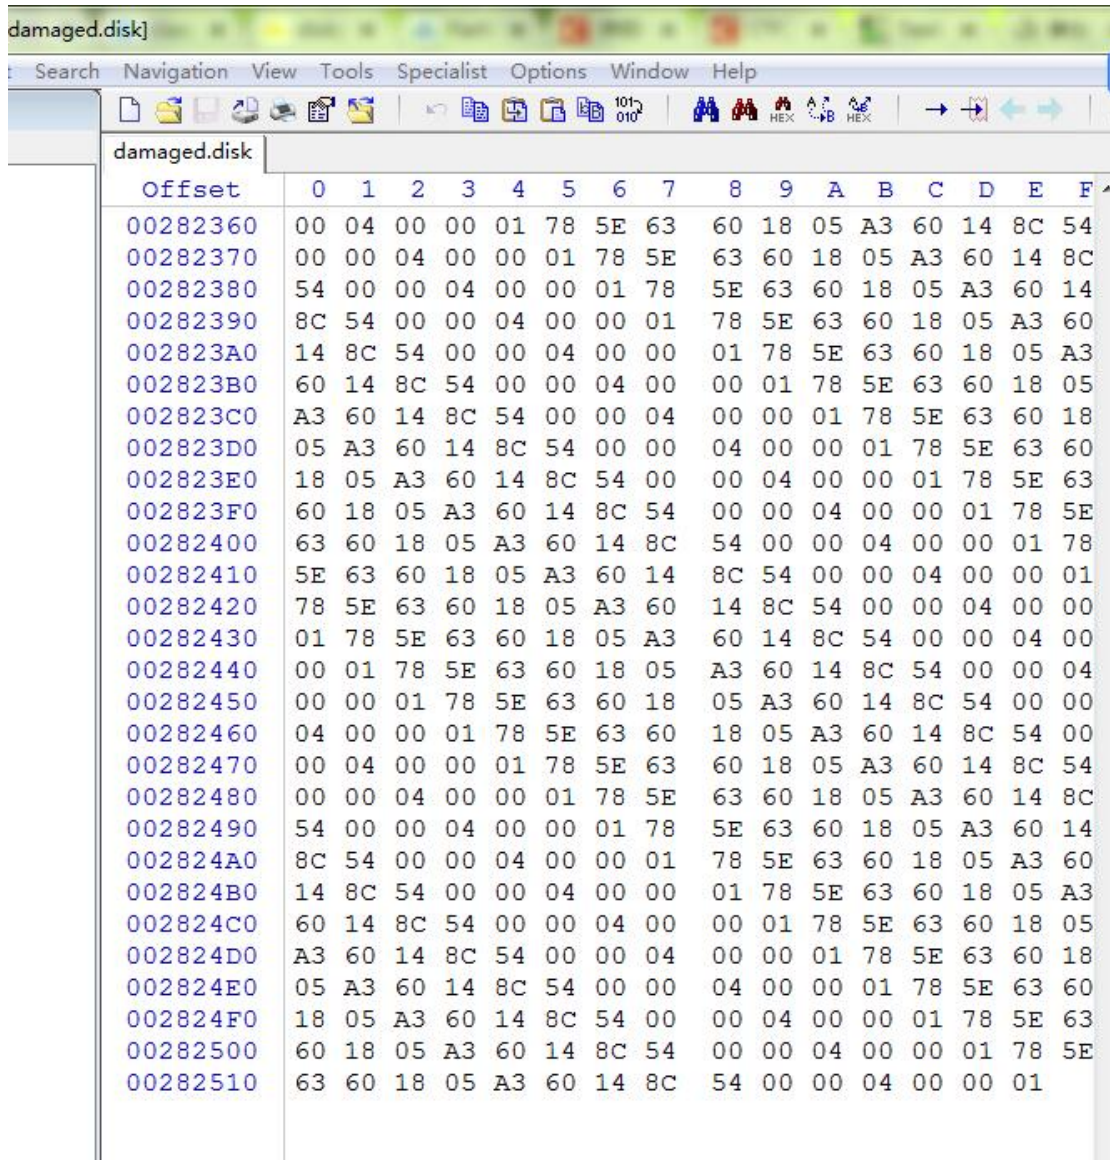 damaged.disk]
Search Navigation View Tools Specialist Options Window Help
damaged.disk
Offset 0 1 2 3 4 5 6 7 8 9 A B C D E F
00282360 00 04 00 00 01 78 5E 63 60 18 05 A3 60 14 8C 54
00282370 00 00 04 00 00 01 78 5E 63 60 18 05 A3 60 14 8C
00282380 54 00 00 04 00 00 01 78 5E 63 60 18 05 A3 60 14
00282390 8C 54 00 00 04 00 00 01 78 5E 63 60 18 05 A3 60
002823A0 14 8C 54 00 00 04 00 00 01 78 5E 63 60 18 05 A3
002823B0 60 14 8C 54 00 00 04 00 00 01 78 5E 63 60 18 05
002823C0 A3 60 14 8C 54 00 00 04 00 00 01 78 5E 63 60 18
002823D0 05 A3 60 14 8C 54 00 00 04 00 00 01 78 5E 63 60
002823E0 18 05 A3 60 14 8C 54 00 00 04 00 00 01 78 5E 63
002823F0 60 18 05 A3 60 14 8C 54 00 00 04 00 00 01 78 5E
00282400 63 60 18 05 A3 60 14 8C 54 00 00 04 00 00 01 78
00282410 5E 63 60 18 05 A3 60 14 8C 54 00 00 04 00 00 01
00282420 78 5E 63 60 18 05 A3 60 14 8C 54 00 00 04 00 00
00282430 01 78 5E 63 60 18 05 A3 60 14 8C 54 00 00 04 00
00282440 00 01 78 5E 63 60 18 05 A3 60 14 8C 54 00 00 04
00282450 00 00 01 78 5E 63 60 18 05 A3 60 14 8C 54 00 00
00282460 04 00 00 01 78 5E 63 60 18 05 A3 60 14 8C 54 00
00282470 00 04 00 00 01 78 5E 63 60 18 05 A3 60 14 8C 54
00282480 00 00 04 00 00 01 78 5E 63 60 18 05 A3 60 14 8C
00282490 54 00 00 04 00 00 01 78 5E 63 60 18 05 A3 60 14
002824A0 8C 54 00 00 04 00 00 01 78 5E 63 60 18 05 A3 60
002824B0 14 8C 54 00 00 04 00 00 01 78 5E 63 60 18 05 A3
002824C0 60 14 8C 54 00 00 04 00 00 01 78 5E 63 60 18 05
002824D0 A3 60 14 8C 54 00 00 04 00 00 01 78 5E 63 60 18
002824E0 05 A3 60 14 8C 54 00 00 04 00 00 01 78 5E 63 60
002824F0 18 05 A3 60 14 8C 54 00 00 04 00 00 01 78 5E 63
00282500 60 18 05 A3 60 14 8C 54 00 00 04 00 00 01 78 5E
00282510 63 60 18 05 A3 60 14 8C 54 00 00 04 00 00 01